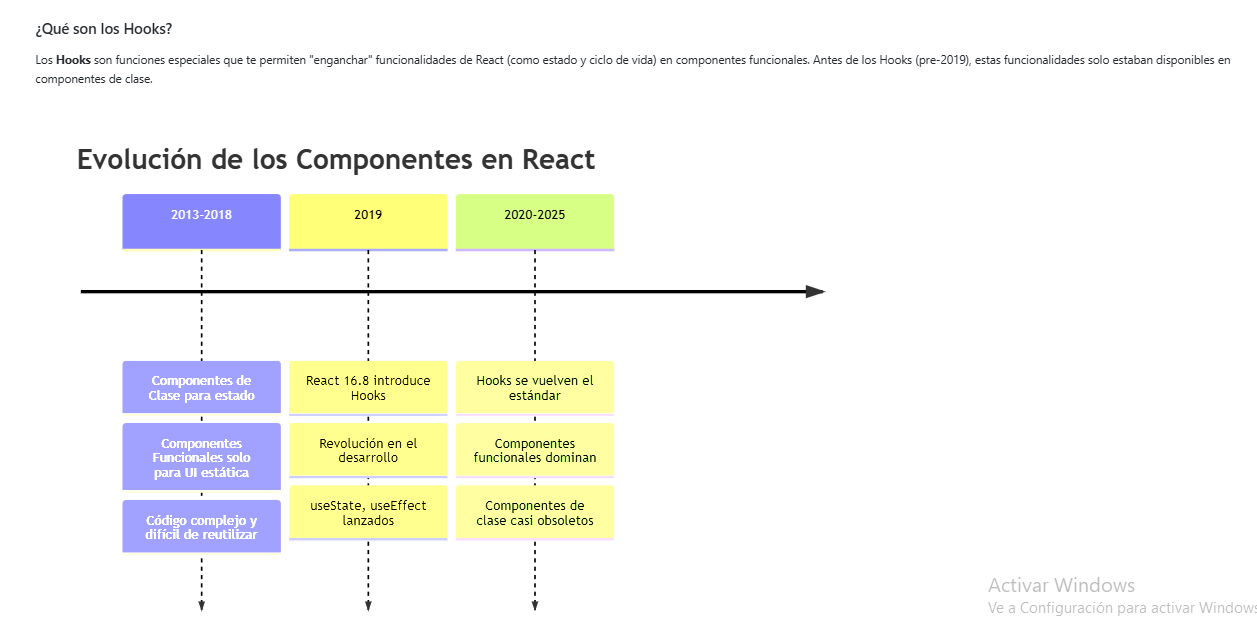 ¿Qué son los Hooks?
Los Hooks son funciones especiales que te permiten "enganchar" funcionalidades de React (como estado y ciclo de vida) en componentes funcionales. Antes de los Hooks (pre-2019), estas funcionalidades solo estaban disponibles en
componentes de clase.
Evolución de los Componentes en React
2013-2018
2019
2020-2025
Componentes de
Clase para estado
Componentes
Funcionales solo
para UI estática
Código complejo y
difícil de reutilizar
React 16.8 introduce
Hooks
Revolución en el
desarrollo
useState, useEffect
lanzados
Hooks se vuelven el
estándar
Componentes
funcionales dominan
Componentes de
clase casi obsoletos
Activar Windows
Ve a Configuración para activar Windows